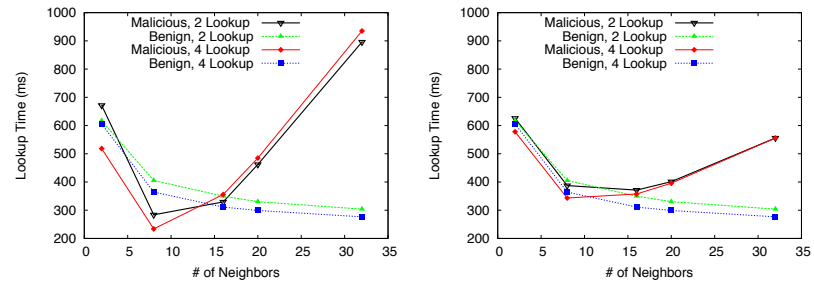 1000
900
800
700
600
500
400
300
200
0
5
10
15
20
25
30
35
Lookup Time (ms)
# of Neighbors
Malicious, 2 Lookup
Benign, 2 Lookup
Malicious, 4 Lookup
Benign, 4 Lookup
1000
900
800
700
600
500
400
300
200
0
5
10
15
20
25
30
35
Lookup Time (ms)
# of Neighbors
Malicious, 2 Lookup
Benign, 2 Lookup
Malicious, 4 Lookup
Benign, 4 Lookup